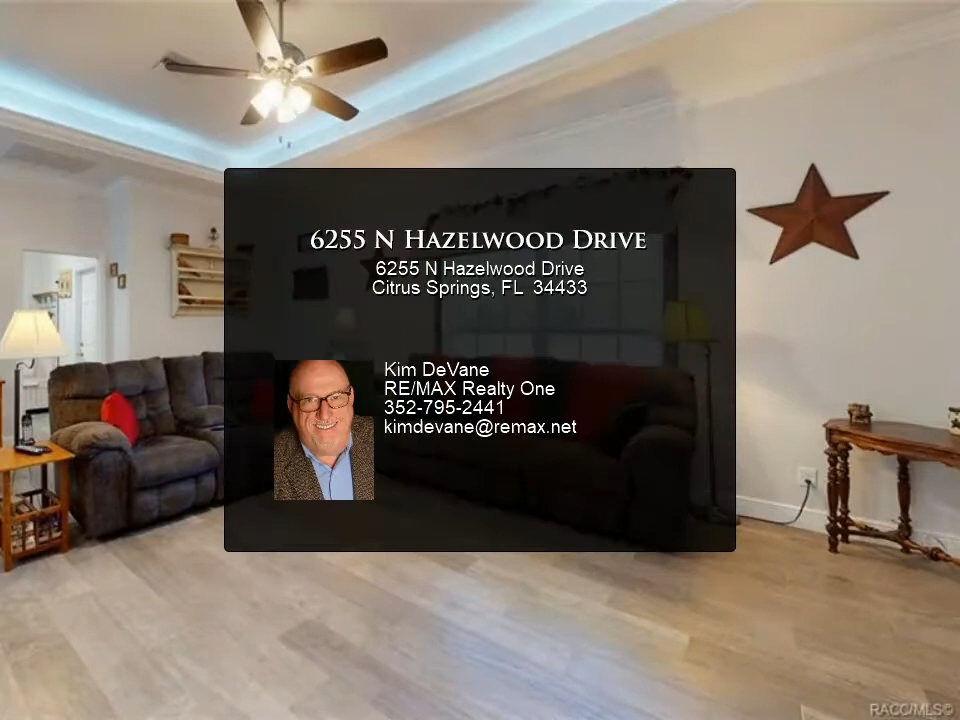 6255 N Hazelwood Drive
6255 N Hazelwood Drive
Citrus Springs, FL  34433
Kim DeVane
RE/MAX Realty One
352-795-2441
kimdevane@remax.net
RACC/MLS©